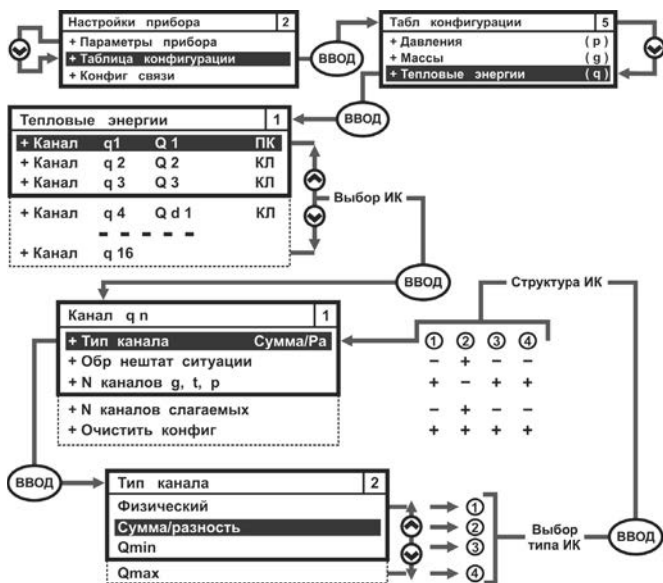 Настройки прибора 2
+ Параметры прибора
+ Таблица конфигурации
+ Конфиг связи
ВВОД
Табл конфигурации 5
+ Давления (p)
+ Массы (g)
+ Тепловые энергии (q)
ВВОД
Тепловые энергии 1
+ Канал q1 Q 1 ПК
+ Канал q 2 Q 2 КЛ
+ Канал q 3 Q 3 КЛ
+ Канал q 4 Q d 1 КЛ
- - - - -
+ Канал q 16
Выбор ИК
ВВОД
Структура ИК
Канал q n 1
+ Тип канала Сумма/Ра
+ Обр нештат ситуации
+ N каналов g, t, p
+ N каналов слагаемых
+ Очистить конфиг
① ② ③ ④
− + − −
+ − + +
− + − −
+ + + +
ВВОД
Тип канала 2
Физический ①
Сумма/разность ②
Qmin ③
Qmax ④
Выбор
типа ИК
ВВОД